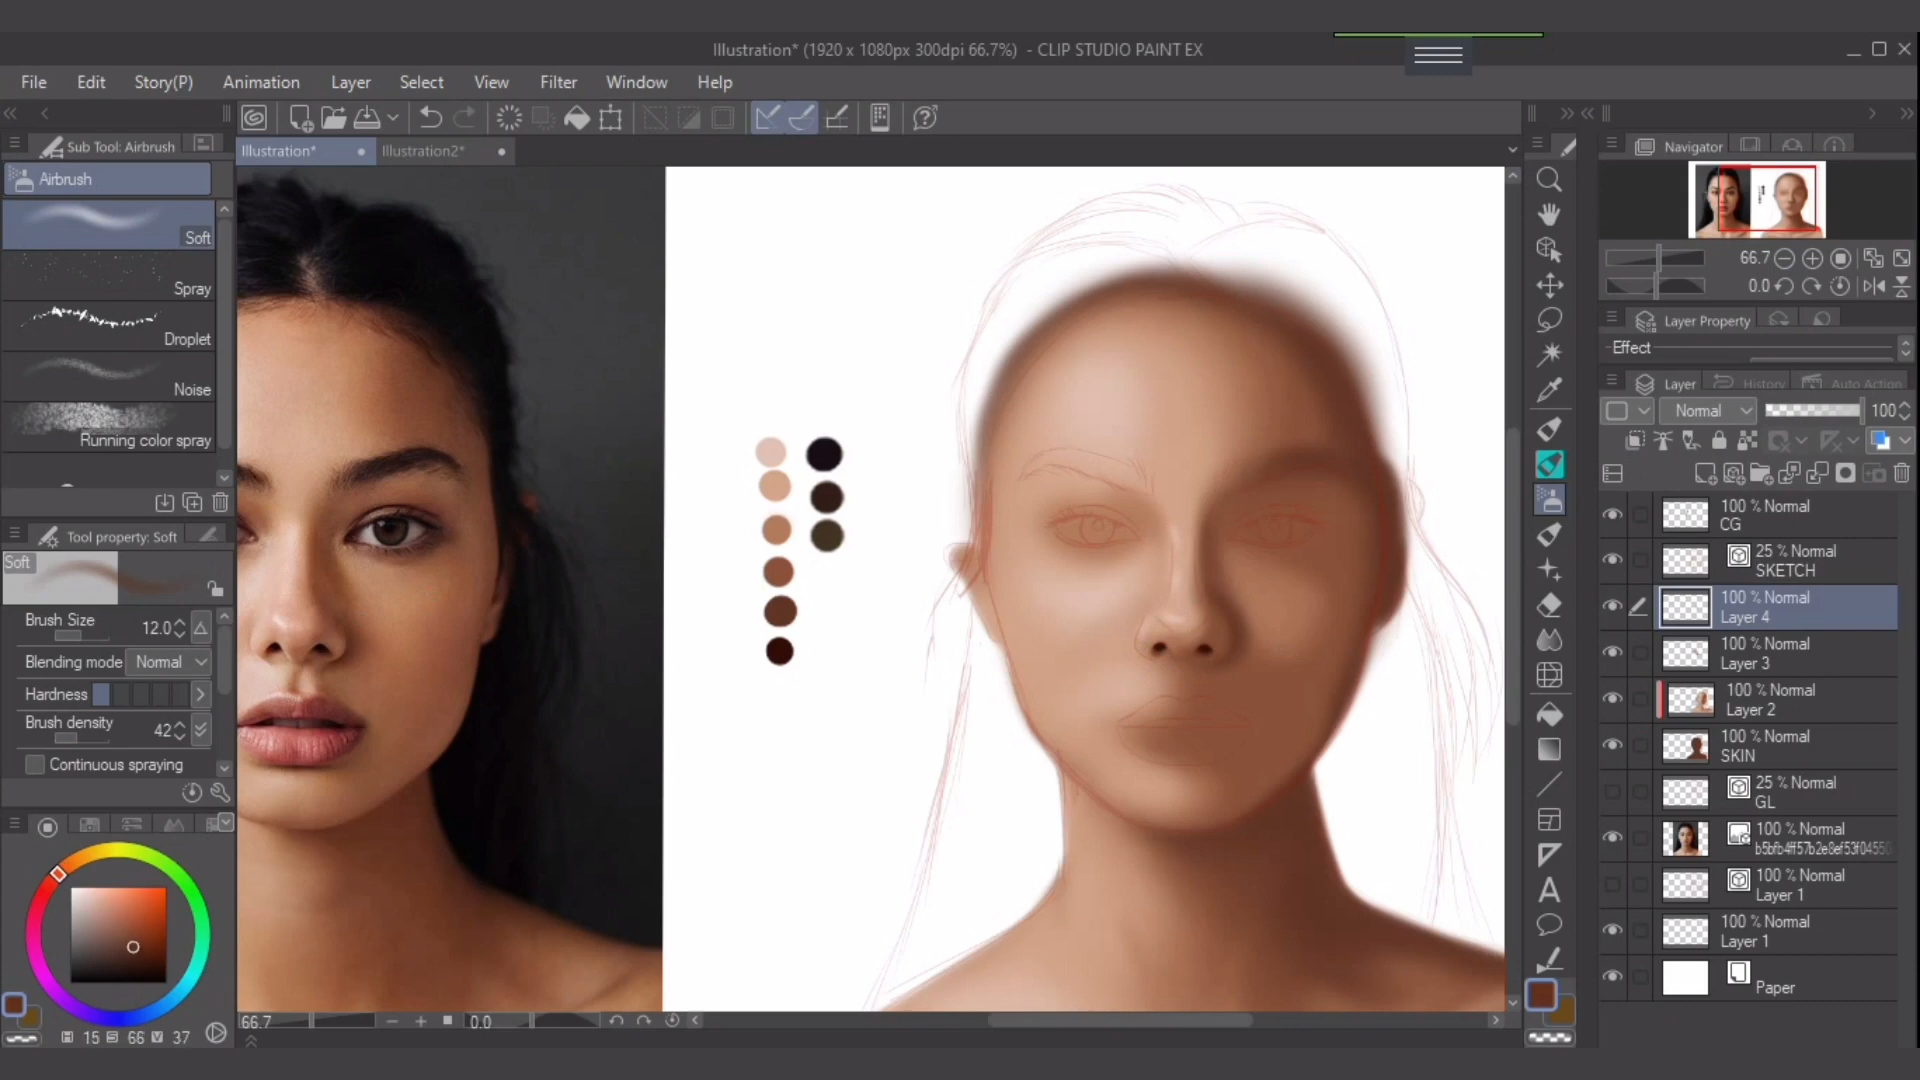 Illustration* (1920 x 1080px 300dpi 66.7%) - CLIP STUDIO PAINT EX
File Edit Story(P) Animation Layer Select View Filter Window Help
Sub Tool: Airbrush
Illustration* Illustration2*
Airbrush
Soft
Spray
Droplet
Noise
Running color spray
Tool property: Soft
Soft
Brush Size 12.0
Blending mode Normal
Hardness
Brush density 42
Continuous spraying
15 66 37
66.7 0.0
Navigator
66.7
0.0
Layer Property
Effect
Layer History Auto Action
Normal 100
100 % Normal
CG
25 % Normal
SKETCH
100 % Normal
Layer 4
100 % Normal
Layer 3
100 % Normal
Layer 2
100 % Normal
SKIN
25 % Normal
GL
100 % Normal
b5bfb4ff57b2e8ef53f04550
100 % Normal
Layer 1
100 % Normal
Layer 1
Paper